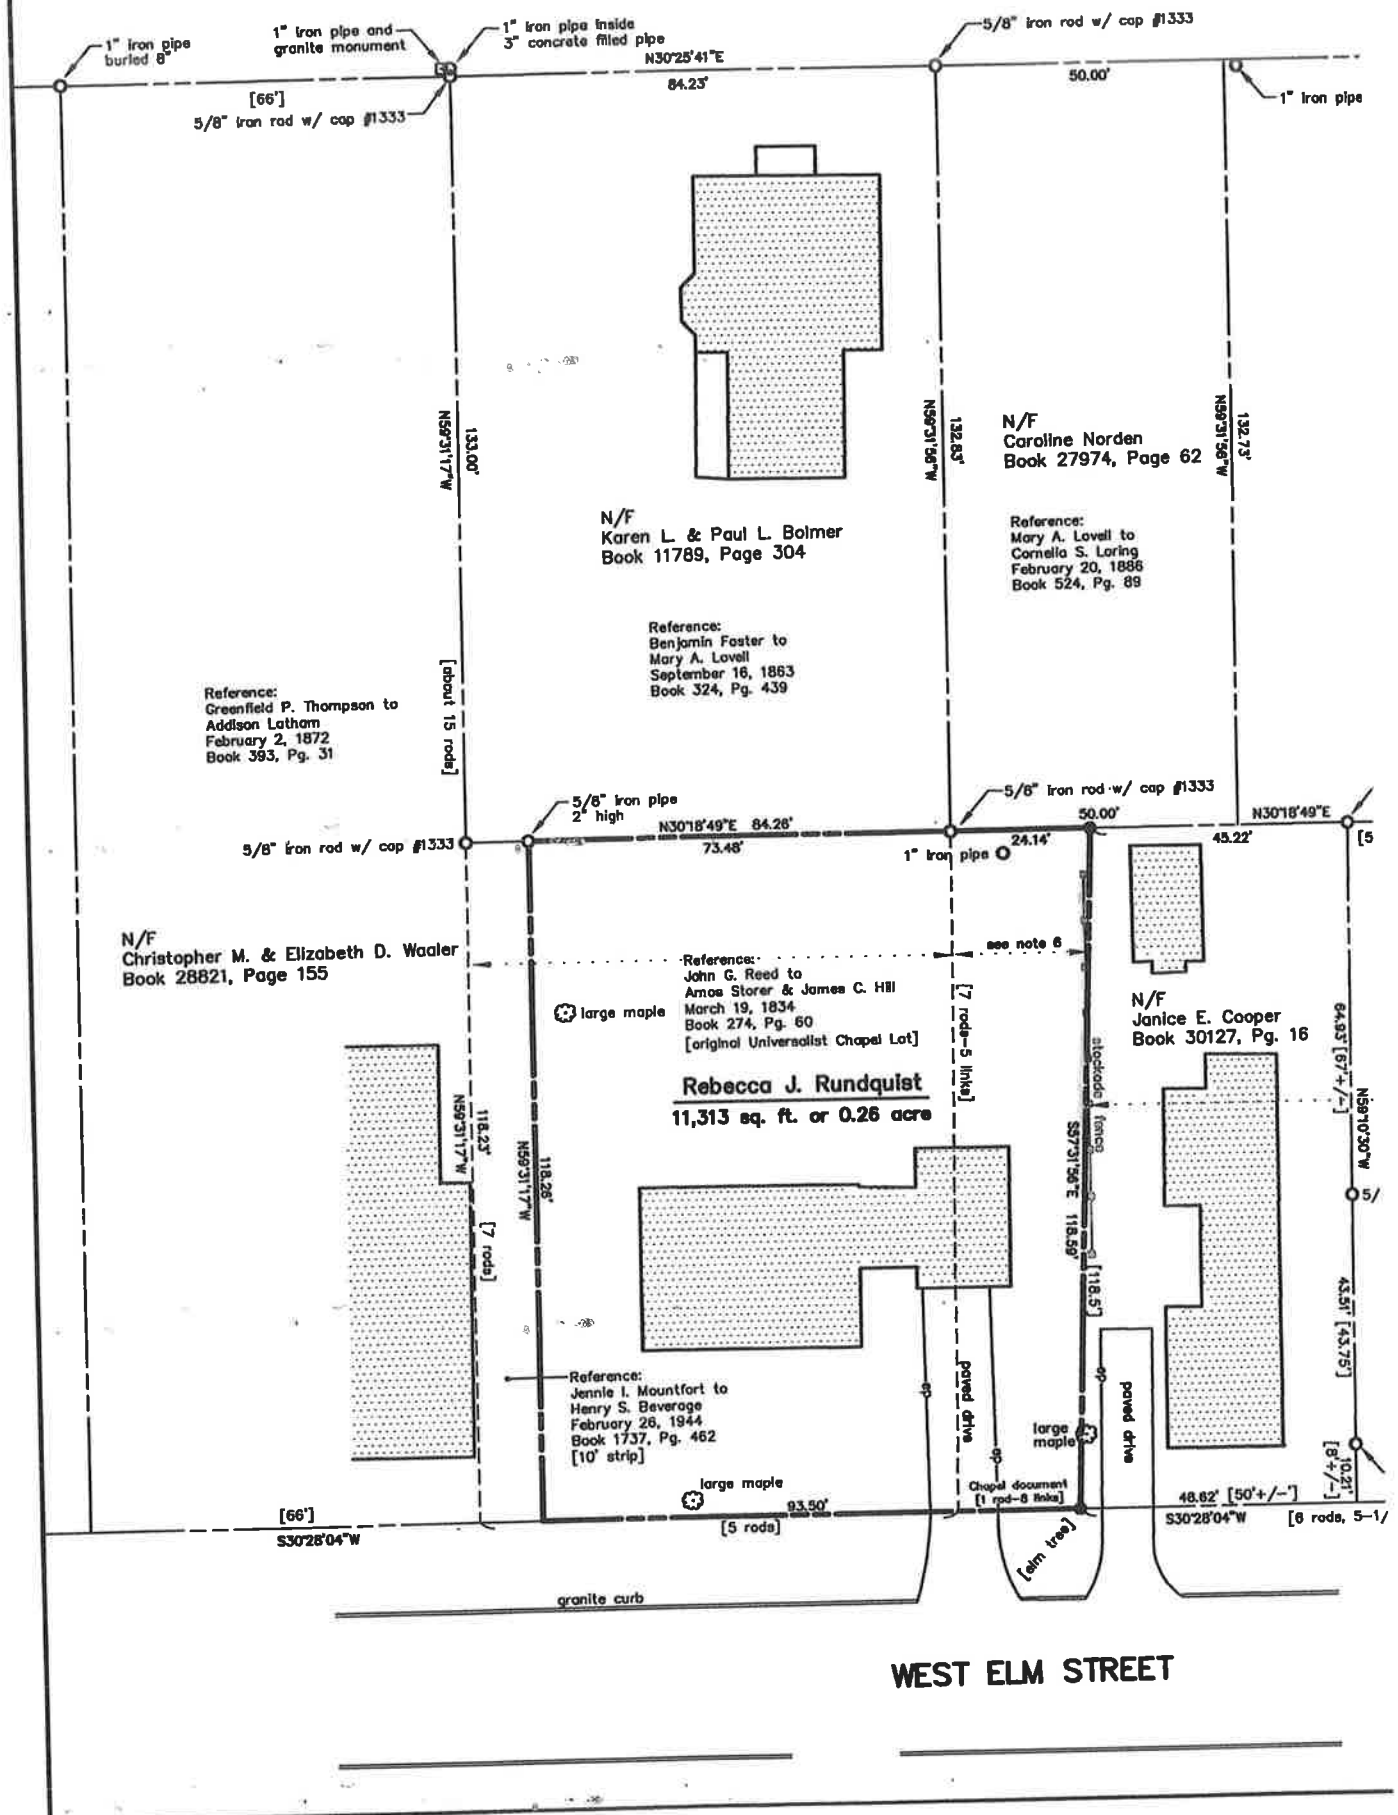 1" iron pipe
buried 8"
1" iron pipe and
granite monument
1" iron pipe inside
3" concrete filled pipe
5/8" iron rod w/ cap #1333
N30°25'41"E
84.23'
50.00'
1" iron pipe
[66']
5/8" iron rod w/ cap #1333
133.00'
N59°31'17"W
132.83'
N59°31'56"W
132.73'
N59°31'56"W
N/F
Caroline Norden
Book 27974, Page 62
N/F
Karen L. & Paul L. Bolmer
Book 11789, Page 304
Reference:
Mary A. Lovell to
Cornelia S. Loring
February 20, 1886
Book 524, Pg. 89
Reference:
Benjamin Foster to
Mary A. Lovell
September 16, 1863
Book 324, Pg. 439
[about 15 rods]
Reference:
Greenfield P. Thompson to
Addison Latham
February 2, 1872
Book 393, Pg. 31
5/8" iron pipe
2" high
5/8" iron rod w/ cap #1333
N30°18'49"E 84.26'
50.00'
N30°18'49"E
5/8" iron rod w/ cap #1333
73.48'
1" iron pipe
24.14'
45.22'
[5
N/F
Christopher M. & Elizabeth D. Waaler
Book 28821, Page 155
see note 6
Reference:
John G. Reed to
Amos Storer & James C. Hill
March 19, 1834
Book 274, Pg. 60
[original Universalist Chapel Lot]
large maple
[7 rods-5 links]
N/F
Janice E. Cooper
Book 30127, Pg. 16
64.93' [67'+/-]
N59°10'30"W
stockade fence
Rebecca J. Rundquist
11,313 sq. ft. or 0.26 acre
118.23'
N59°31'17"W
118.26'
N59°31'17"W
[7 rods]
S57°31'56"E 118.59'
[118.5']
5/
43.51' [43.75']
Reference:
Jennie I. Mountfort to
Henry S. Beverage
February 26, 1944
Book 1737, Pg. 462
[10' strip]
op
paved drive
op
op
paved drive
large
maple
large maple
Chapel document
[1 rod-8 links]
10.21'
[8'+/-]
[66']
S30°28'04"W
93.50'
[5 rods]
48.62' [50'+/-']
S30°28'04"W
[6 rods, 5-1/
[elm tree]
granite curb
WEST ELM STREET